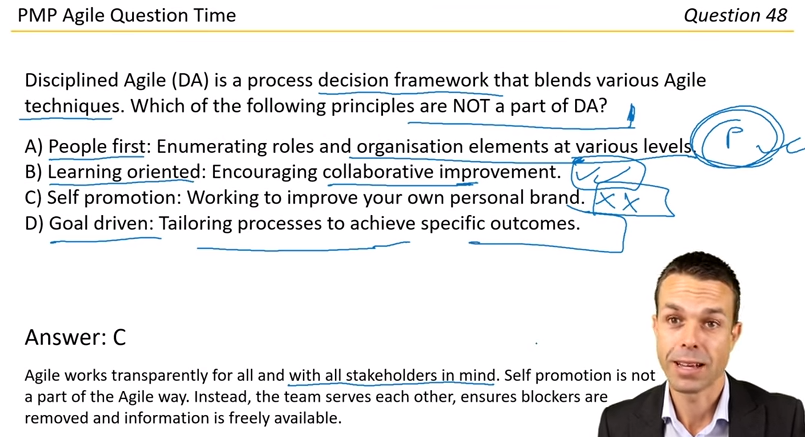 PMP Agile Question Time
Question 48
Disciplined Agile (DA) is a process decision framework that blends various Agile
techniques. Which of the following principles are NOT a part of DA?
A) People first: Enumerating roles and organisation elements at various levels.
P
B) Learning oriented: Encouraging collaborative improvement.
C) Self promotion: Working to improve your own personal brand.
X X
D) Goal driven: Tailoring processes to achieve specific outcomes.
Answer: C
Agile works transparently for all and with all stakeholders in mind. Self promotion is not
a part of the Agile way. Instead, the team serves each other, ensures blockers are
removed and information is freely available.